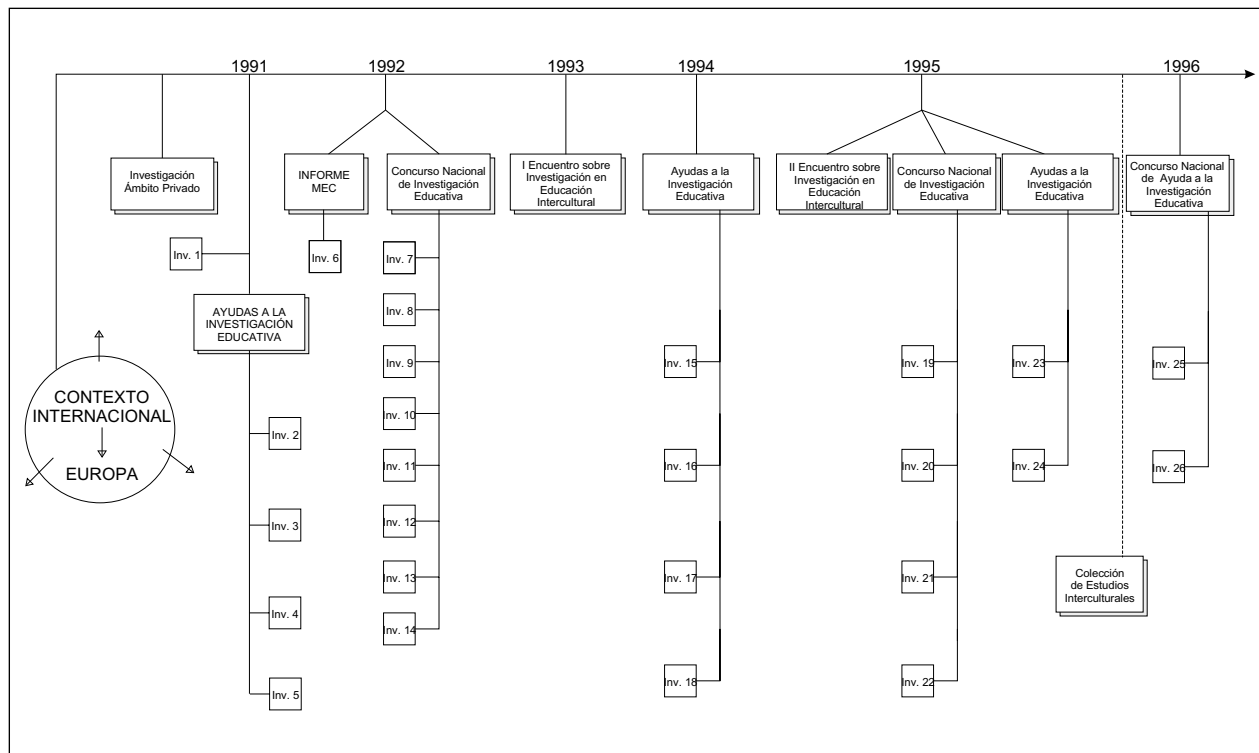 1991
1992
1993
1994
1995
1996
Investigación
Ámbito Privado
INFORME
MEC
Concurso Nacional
de Investigación
Educativa
I Encuentro sobre
Investigación en
Educación
Intercultural
Ayudas a la
Investigación
Educativa
II Encuentro sobre
Investigación en
Educación
Intercultural
Concurso Nacional
de Investigación
Educativa
Ayudas a la
Investigación
Educativa
Concurso Nacional
de Ayuda a la
Investigación
Educativa
Inv. 1
AYUDAS A LA
INVESTIGACIÓN
EDUCATIVA
Inv. 2
Inv. 3
Inv. 4
Inv. 5
Inv. 6
Inv. 7
Inv. 8
Inv. 9
Inv. 10
Inv. 11
Inv. 12
Inv. 13
Inv. 14
Inv. 15
Inv. 16
Inv. 17
Inv. 18
Inv. 19
Inv. 20
Inv. 21
Inv. 22
Inv. 23
Inv. 24
Inv. 25
Inv. 26
CONTEXTO
INTERNACIONAL
EUROPA
Colección
de Estudios
Interculturales